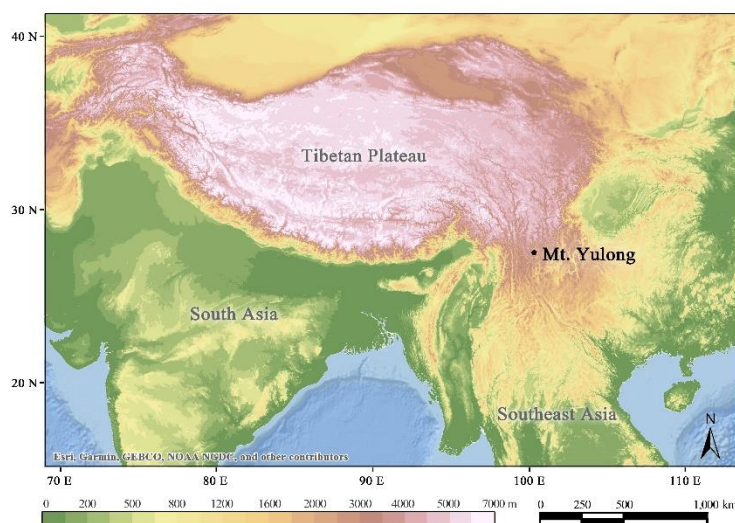 40 N
Tibetan Plateau
30 N
Mt. Yulong
South Asia
20 N
Southeast Asia
N
Esri, Garmin, GEBCO, NOAA NGDC, and other contributors
70 E 80 E 90 E 100 E 110 E
0 200 500 800 1200 1600 2000 3000 4000 5000 7000 m
0 250 500 1,000 km